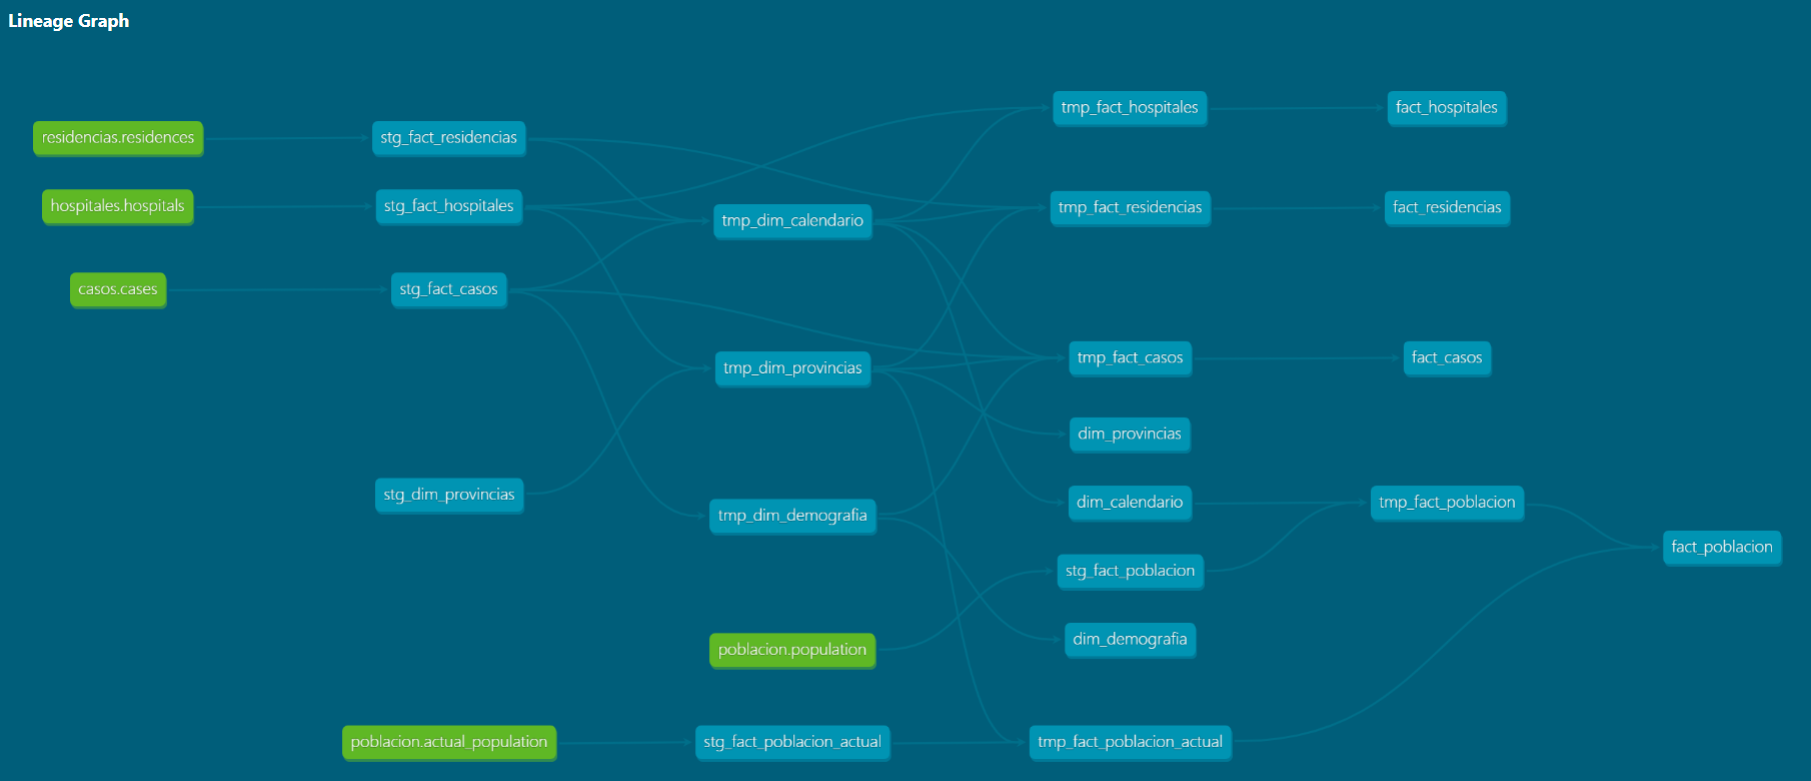 Lineage Graph
tmp_fact_hospitales
fact_hospitales
residencias.residences
stg_fact_residencias
hospitales.hospitals
stg_fact_hospitales
tmp_dim_calendario
tmp_fact_residencias
fact_residencias
casos.cases
stg_fact_casos
tmp_dim_provincias
tmp_fact_casos
fact_casos
dim_provincias
stg_dim_provincias
tmp_dim_demografia
dim_calendario
tmp_fact_poblacion
fact_poblacion
stg_fact_poblacion
poblacion.population
dim_demografia
poblacion.actual_population
stg_fact_poblacion_actual
tmp_fact_poblacion_actual